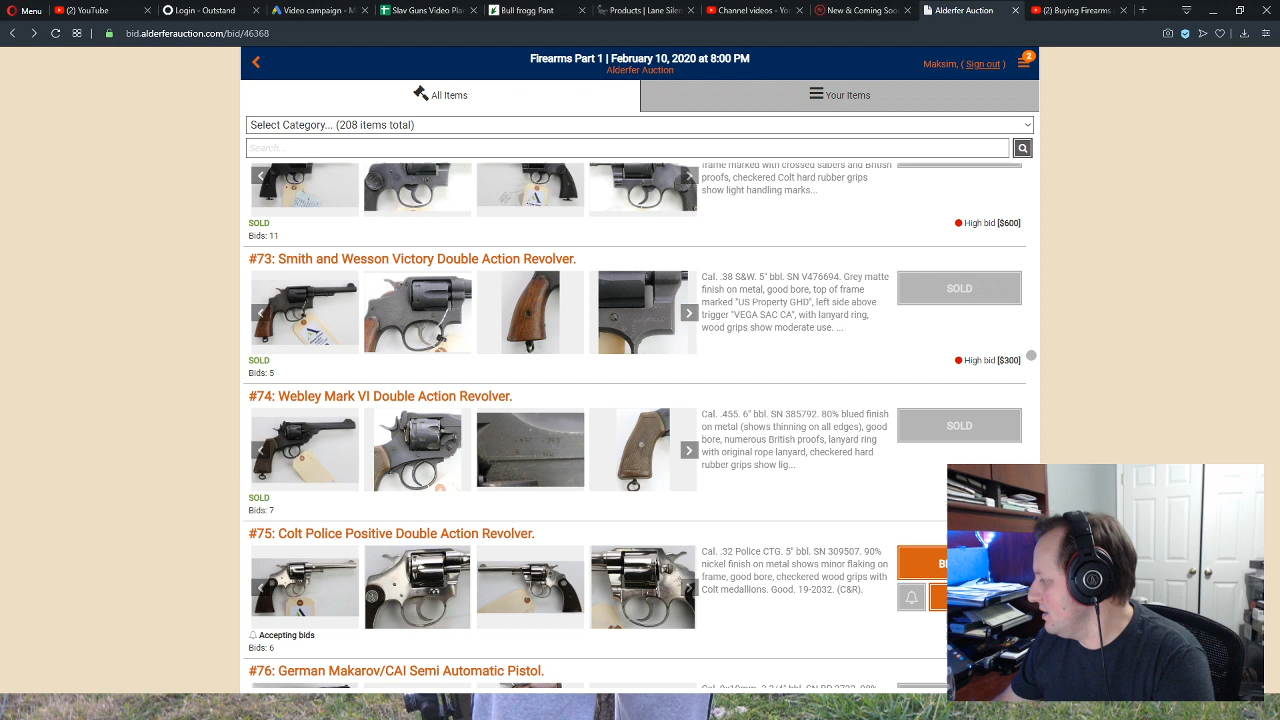 Menu
(2) YouTube
Login - Outstand
Video campaign - M
Slav Guns Video Plan
Bull frogg Pant
Products | Lane Silen
Channel videos - Yo
New & Coming Soo
Alderfer Auction
(2) Buying Firearms
bid.alderferauction.com/bid/46368
Firearms Part 1 | February 10, 2020 at 8:00 PM
Alderfer Auction
Maksim, ( Sign out )
2
All Items
Your Items
Select Category... (208 items total)
Search...
frame marked with crossed sabers and British
proofs, checkered Colt hard rubber grips
show light handling marks...
SOLD
High bid [$600]
Bids: 11
#73: Smith and Wesson Victory Double Action Revolver.
Cal. .38 S&W. 5" bbl. SN V476694. Grey matte
finish on metal, good bore, top of frame
marked "US Property GHD", left side above
trigger "VEGA SAC CA", with lanyard ring,
wood grips show moderate use. ...
SOLD
SOLD
High bid [$300]
Bids: 5
#74: Webley Mark VI Double Action Revolver.
Cal. .455. 6" bbl. SN 385792. 80% blued finish
on metal (shows thinning on all edges), good
bore, numerous British proofs, lanyard ring
with original rope lanyard, checkered hard
rubber grips show lig...
SOLD
SOLD
Bids: 7
#75: Colt Police Positive Double Action Revolver.
Cal. .32 Police CTG. 5" bbl. SN 309507. 90%
nickel finish on metal shows minor flaking on
frame, good bore, checkered wood grips with
Colt medallions. Good. 19-2032. (C&R).
Accepting bids
Bids: 6
#76: German Makarov/CAI Semi Automatic Pistol.